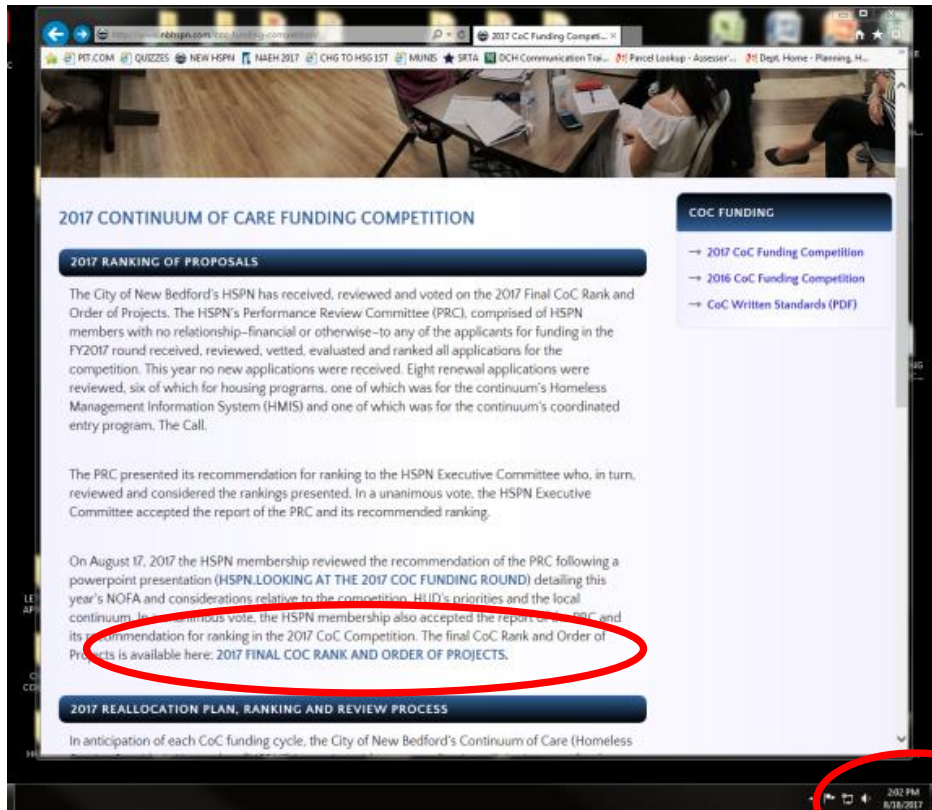 nbhspn.com/coc-funding-competition/
2017 CoC Funding Competi...
PIT.COM QUIZZES NEW HSPN NAEH 2017 CHG TO HSG 1ST MUNIS SRTA DCH Communication Trai... Parcel Lookup - Assessor'... Dept. Home - Planning, H...
2017 CONTINUUM OF CARE FUNDING COMPETITION
2017 RANKING OF PROPOSALS
The City of New Bedford's HSPN has received, reviewed and voted on the 2017 Final CoC Rank and
Order of Projects. The HSPN's Performance Review Committee (PRC), comprised of HSPN
members with no relationship–financial or otherwise–to any of the applicants for funding in the
FY2017 round received, reviewed, vetted, evaluated and ranked all applications for the
competition. This year no new applications were received. Eight renewal applications were
reviewed, six of which for housing programs, one of which was for the continuum's Homeless
Management Information System (HMIS) and one of which was for the continuum's coordinated
entry program, The Call.
The PRC presented its recommendation for ranking to the HSPN Executive Committee who, in turn,
reviewed and considered the rankings presented. In a unanimous vote, the HSPN Executive
Committee accepted the report of the PRC and its recommended ranking.
On August 17, 2017 the HSPN membership reviewed the recommendation of the PRC following a
powerpoint presentation (HSPN.LOOKING AT THE 2017 COC FUNDING ROUND) detailing this
year's NOFA and considerations relative to the competition, HUD's priorities and the local
continuum. In a unanimous vote, the HSPN membership also accepted the report of the PRC and
its recommendation for ranking in the 2017 CoC Competition. The final CoC Rank and Order of
Projects is available here: 2017 FINAL COC RANK AND ORDER OF PROJECTS.
2017 REALLOCATION PLAN, RANKING AND REVIEW PROCESS
In anticipation of each CoC funding cycle, the City of New Bedford's Continuum of Care (Homeless
COC FUNDING
→ 2017 CoC Funding Competition
→ 2016 CoC Funding Competition
→ CoC Written Standards (PDF)
2:02 PM
8/18/2017